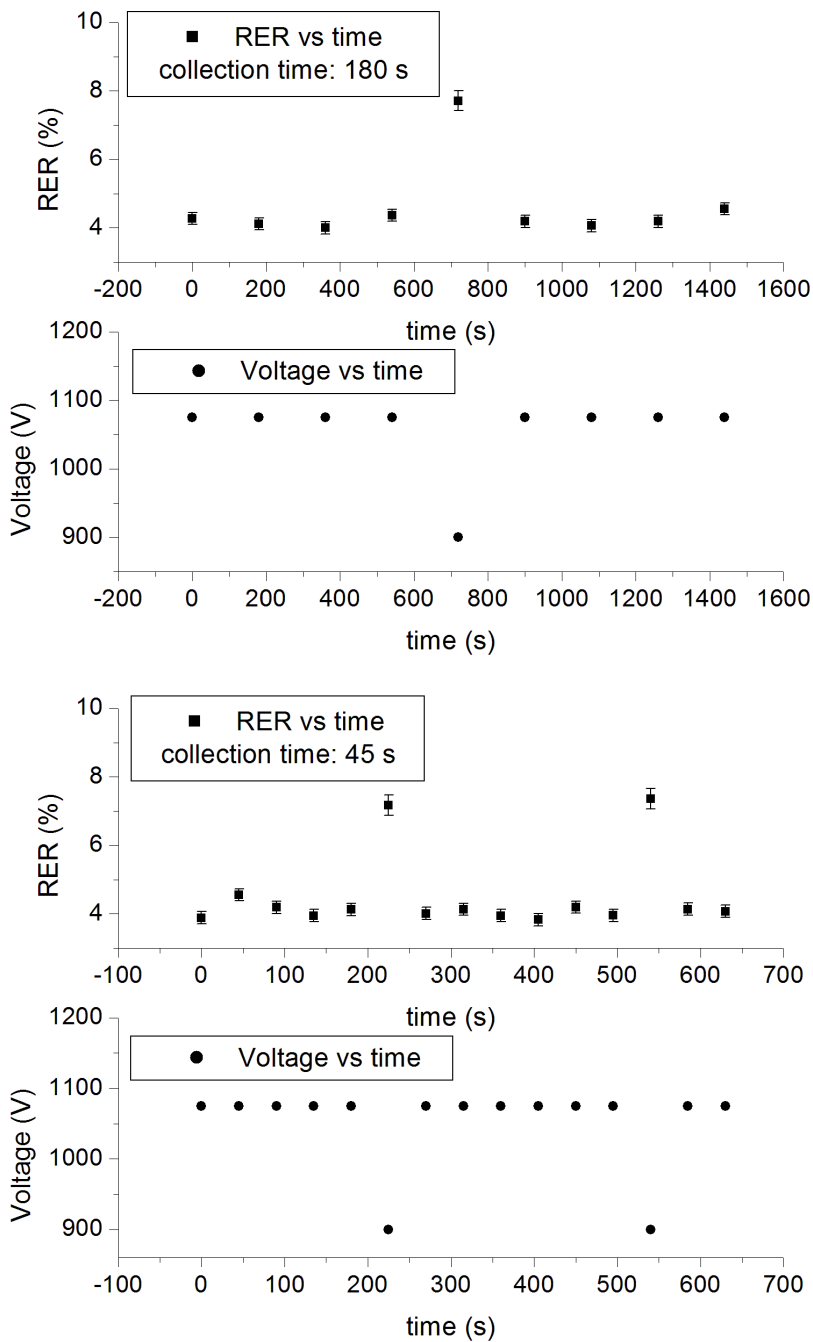 10
RER vs time
collection time: 180 s
8
RER (%)
6
4
-200 0 200 400 600 800 1000 1200 1400 1600
time (s)
1200
Voltage vs time
1100
Voltage (V)
1000
900
-200 0 200 400 600 800 1000 1200 1400 1600
time (s)
10
RER vs time
collection time: 45 s
8
RER (%)
6
4
-100 0 100 200 300 400 500 600 700
time (s)
1200
Voltage vs time
1100
Voltage (V)
1000
900
-100 0 100 200 300 400 500 600 700
time (s)